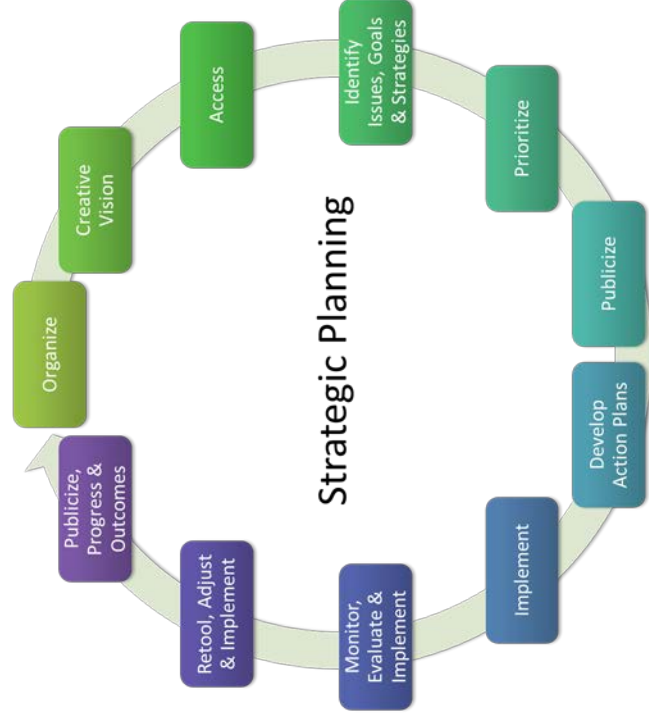 Strategic Planning
Organize
Creative
Vision
Access
Identify
Issues, Goals
& Strategies
Prioritize
Publicize
Develop
Action Plans
Implement
Monitor,
Evaluate &
Implement
Retool, Adjust
& Implement
Publicize,
Progress &
Outcomes